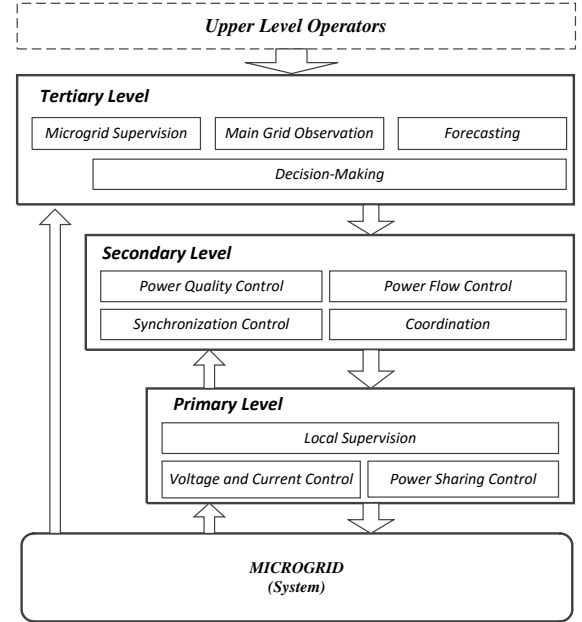 Upper Level Operators
Tertiary Level
Microgrid Supervision
Main Grid Observation
Forecasting
Decision-Making
Secondary Level
Power Quality Control
Power Flow Control
Synchronization Control
Coordination
Primary Level
Local Supervision
Voltage and Current Control
Power Sharing Control
MICROGRID
(System)